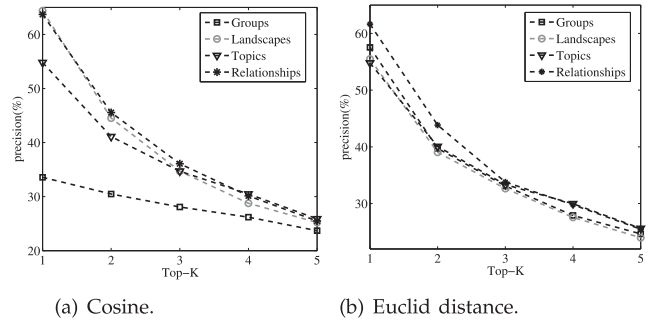 60
50
40
30
20
precision(%)
1 2 3 4 5
Top-K
Groups
Landscapes
Topics
Relationships
(a) Cosine.
60
50
40
30
precision(%)
1 2 3 4 5
Top-K
Groups
Landscapes
Topics
Relationships
(b) Euclid distance.